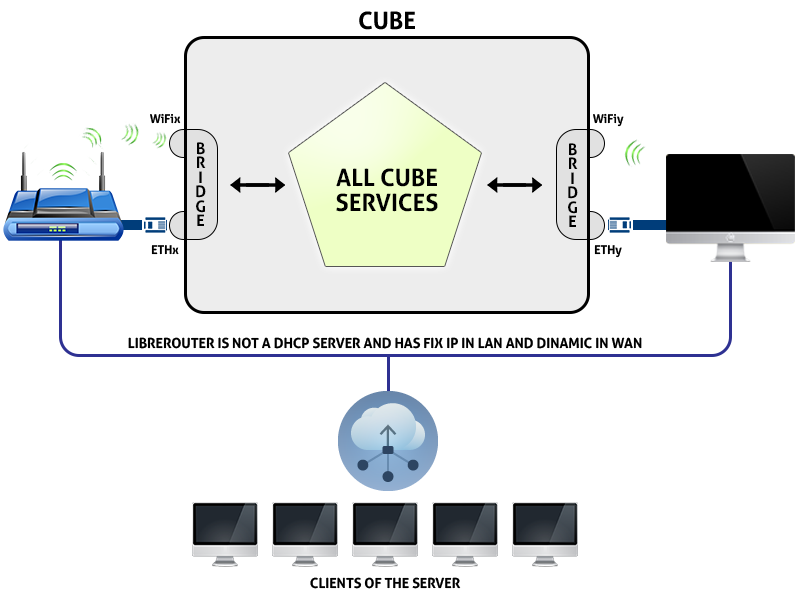 CUBE
WiFix
WiFiy
BRIDGE
ALL CUBE
SERVICES
BRIDGE
ETHx
ETHy
LIBREROUTER IS NOT A DHCP SERVER AND HAS FIX IP IN LAN AND DINAMIC IN WAN
CLIENTS OF THE SERVER